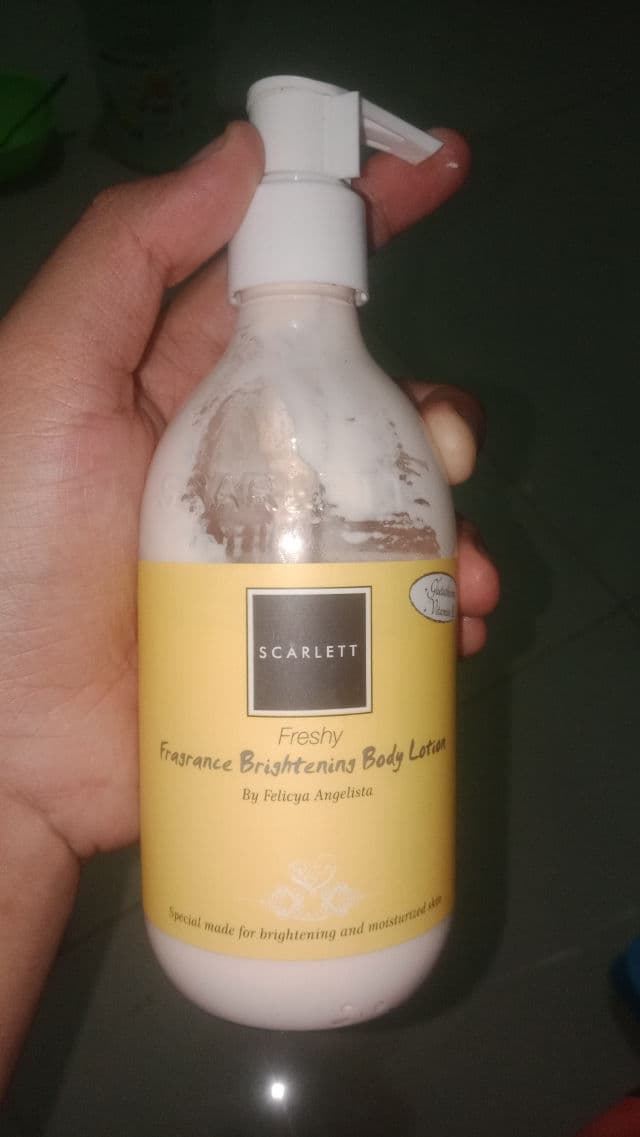 SCARLETT
Freshy
Fragrance Brightening Body Lotion
By Felicya Angelista
Special made for brightening and moisturized skin